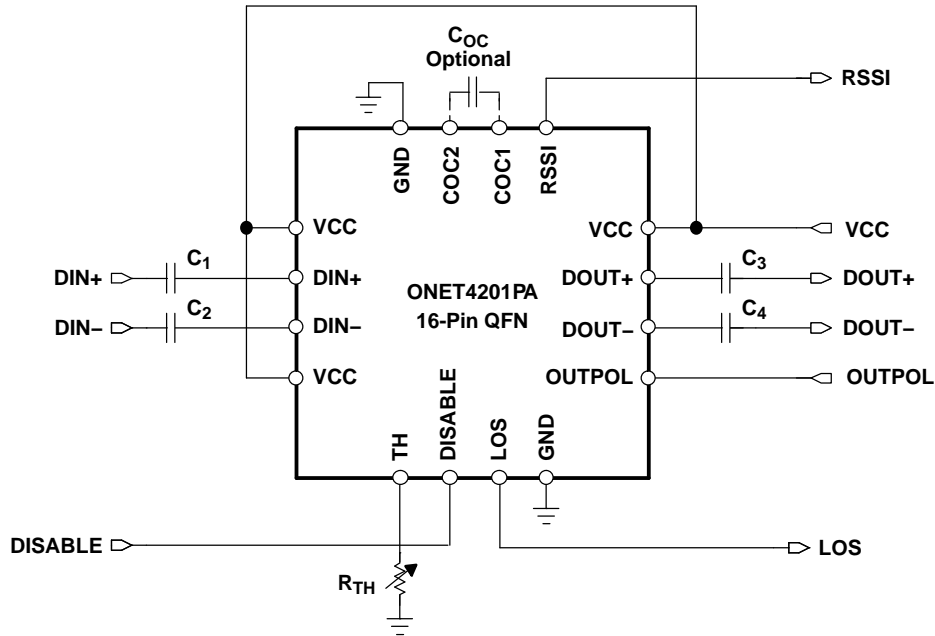 C_OC
Optional
RSSI
GND
COC2
COC1
RSSI
VCC
VCC
VCC
DIN+
C1
DIN+
ONET4201PA
16-Pin QFN
DOUT+
C3
DOUT+
DIN−
C2
DIN−
DOUT−
C4
DOUT−
VCC
OUTPOL
OUTPOL
TH
DISABLE
LOS
GND
DISABLE
LOS
R_TH